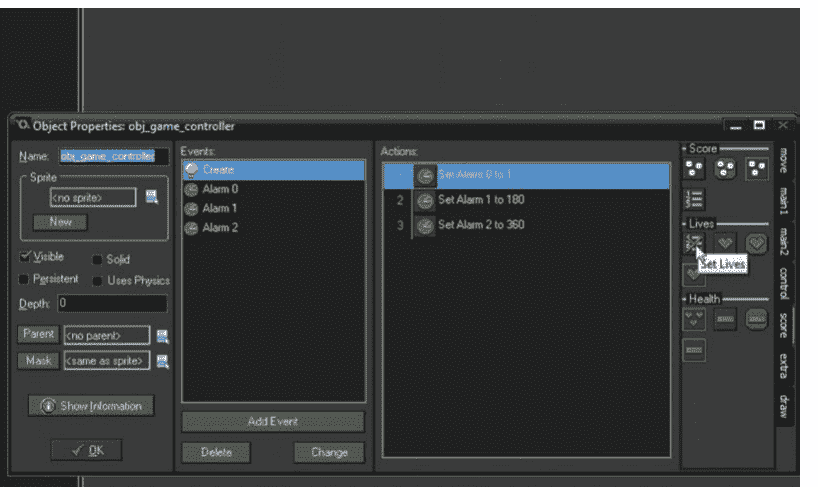 Object Properties: obj_game_controller
Name: obj_game_controller
Sprite
<no sprite>
New
Visible
Solid
Persistent
Uses Physics
Depth: 0
Parent
<no parent>
Mask
<same as sprite>
Show Information
OK
Events:
Create
Alarm 0
Alarm 1
Alarm 2
Add Event
Delete
Change
Actions:
1 Set Alarm 0 to 1
2 Set Alarm 1 to 180
3 Set Alarm 2 to 360
Score
Lives
Set Lives
Health
move
main1
main2
control
score
extra
draw